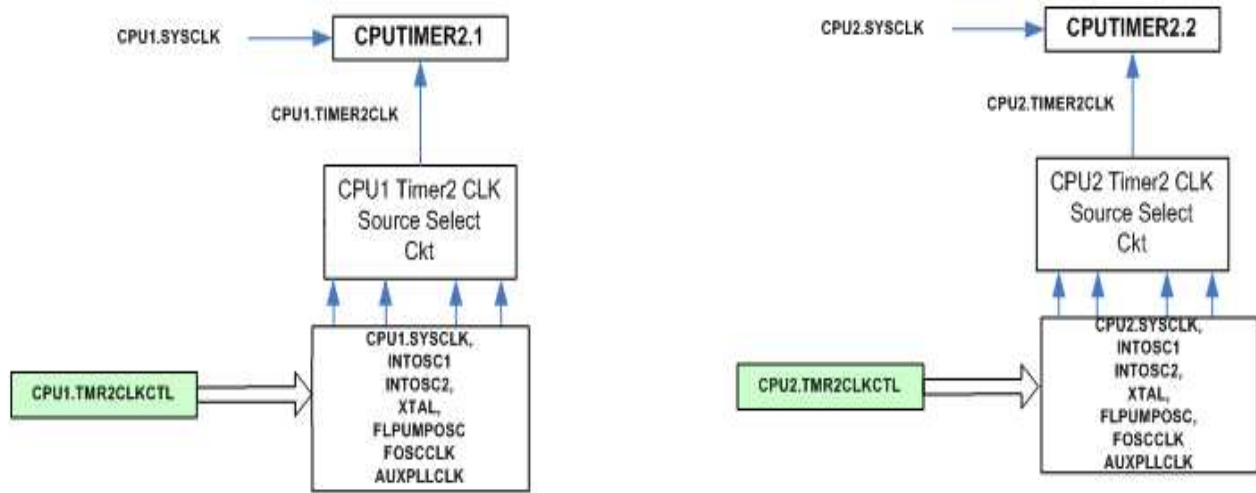 CPU1.SYSCLK
CPUTIMER2.1
CPU1.TIMER2CLK
CPU1 Timer2 CLK
Source Select
Ckt
CPU1.TMR2CLKCTL
CPU1.SYSCLK,
INTOSC1
INTOSC2,
XTAL,
FLPUMPOSC
FOSCCLK
AUXPLLCLK
CPU2.SYSCLK
CPUTIMER2.2
CPU2.TIMER2CLK
CPU2 Timer2 CLK
Source Select
Ckt
CPU2.TMR2CLKCTL
CPU2.SYSCLK,
INTOSC1
INTOSC2,
XTAL,
FLPUMPOSC,
FOSCCLK
AUXPLLCLK